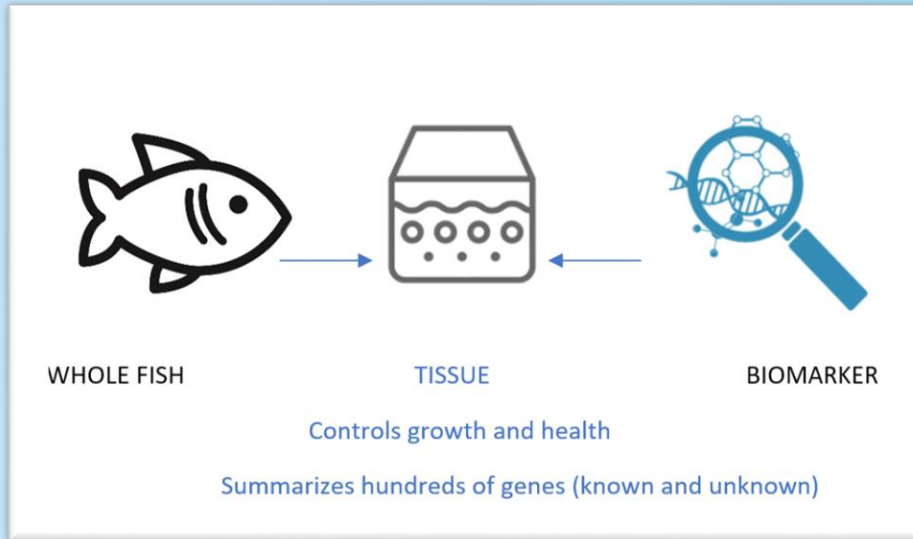 WHOLE FISH
TISSUE
BIOMARKER
Controls growth and health
Summarizes hundreds of genes (known and unknown)